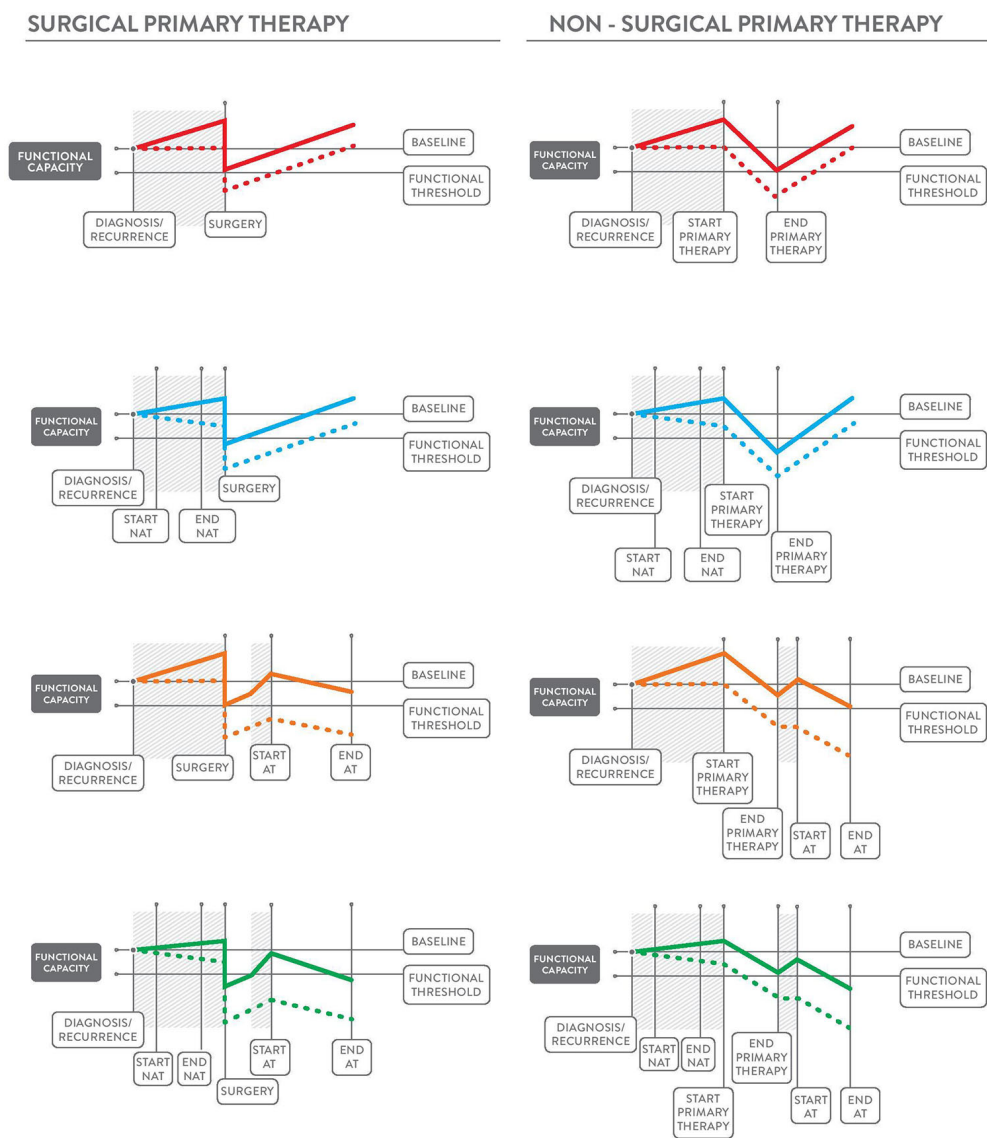 SURGICAL PRIMARY THERAPY
NON - SURGICAL PRIMARY THERAPY
FUNCTIONAL
CAPACITY
BASELINE
FUNCTIONAL
THRESHOLD
DIAGNOSIS/
RECURRENCE
SURGERY
FUNCTIONAL
CAPACITY
BASELINE
FUNCTIONAL
THRESHOLD
DIAGNOSIS/
RECURRENCE
START
PRIMARY
THERAPY
END
PRIMARY
THERAPY
FUNCTIONAL
CAPACITY
BASELINE
FUNCTIONAL
THRESHOLD
DIAGNOSIS/
RECURRENCE
SURGERY
START
NAT
END
NAT
FUNCTIONAL
CAPACITY
BASELINE
FUNCTIONAL
THRESHOLD
DIAGNOSIS/
RECURRENCE
START
PRIMARY
THERAPY
END
PRIMARY
THERAPY
START
NAT
END
NAT
FUNCTIONAL
CAPACITY
BASELINE
FUNCTIONAL
THRESHOLD
DIAGNOSIS/
RECURRENCE
SURGERY
START
AT
END
AT
FUNCTIONAL
CAPACITY
BASELINE
FUNCTIONAL
THRESHOLD
DIAGNOSIS/
RECURRENCE
START
PRIMARY
THERAPY
END
PRIMARY
THERAPY
START
AT
END
AT
FUNCTIONAL
CAPACITY
BASELINE
FUNCTIONAL
THRESHOLD
DIAGNOSIS/
RECURRENCE
START
NAT
END
NAT
SURGERY
START
AT
END
AT
FUNCTIONAL
CAPACITY
BASELINE
FUNCTIONAL
THRESHOLD
DIAGNOSIS/
RECURRENCE
START
NAT
END
NAT
END
PRIMARY
THERAPY
START
PRIMARY
THERAPY
START
AT
END
AT